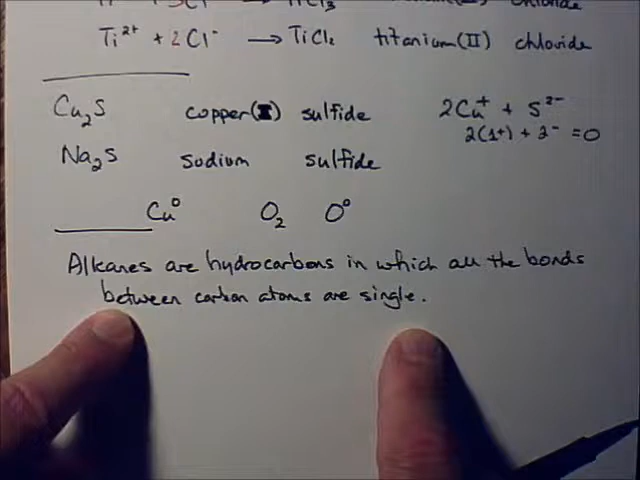 Ti²⁺ + 2Cl⁻ → TiCl₂ titanium(II) chloride
Cu₂S copper(I) sulfide 2Cu⁺ + S²⁻
2(1+) + 2⁻ = 0
Na₂S sodium sulfide
Cu⁰ O₂ O⁰
Alkanes are hydrocarbons in which all the bonds
between carbon atoms are single.